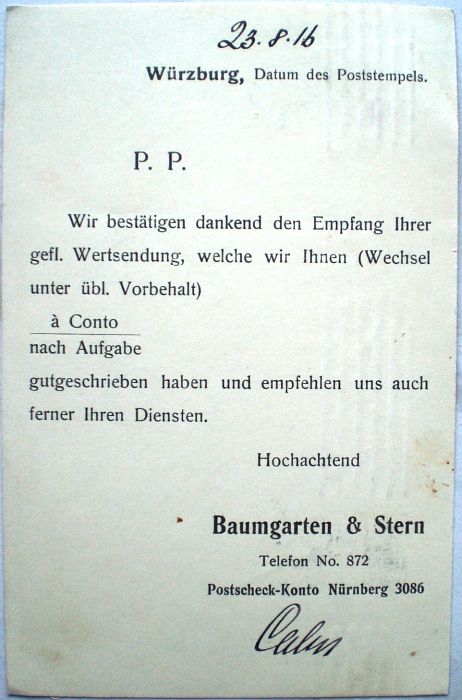 23.8.16
Würzburg, Datum des Poststempels.
P. P.
Wir bestätigen dankend den Empfang Ihrer
gefl. Wertsendung, welche wir Ihnen (Wechsel
unter übl. Vorbehalt)
à Conto
nach Aufgabe
gutgeschrieben haben und empfehlen uns auch
ferner Ihren Diensten.
Hochachtend
Baumgarten & Stern
Telefon No. 872
Postscheck-Konto Nürnberg 3086